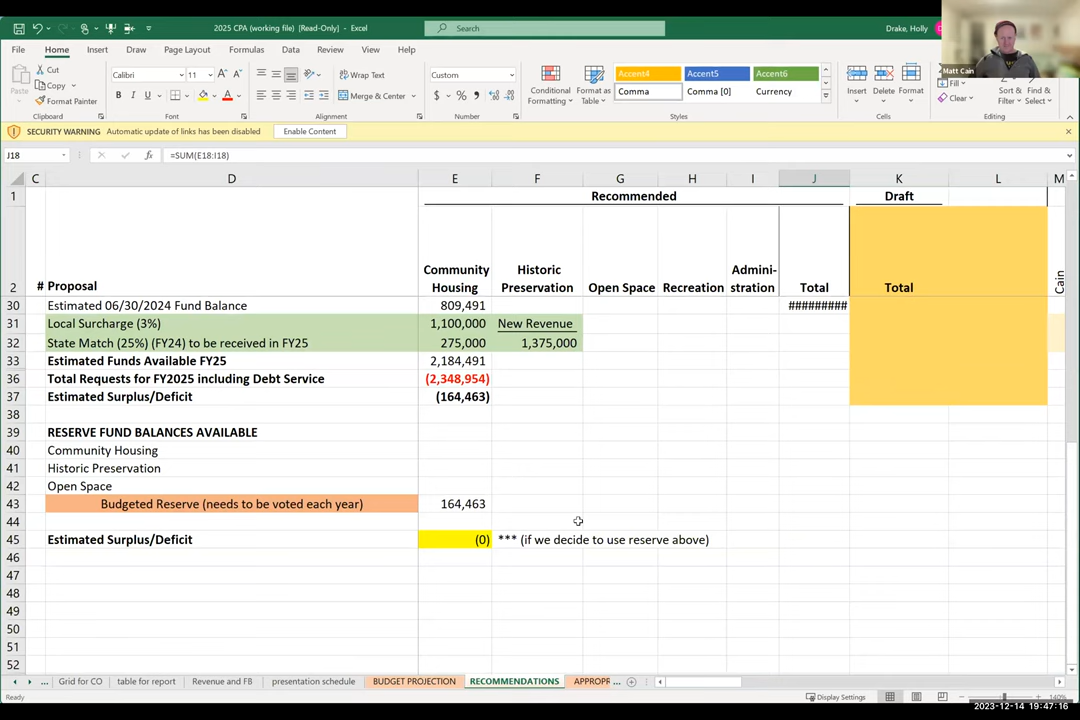 2025 CPA (working file) [Read-Only] - Excel
Search
Drake, Holly
Matt Cain
File Home Insert Draw Page Layout Formulas Data Review View Help
Paste
Cut
Copy
Format Painter
Clipboard
Calibri 11
B I U
Font
Wrap Text
Merge & Center
Alignment
Custom
$ % 9
Number
Conditional Formatting
Format as Table
Accent4 Accent5 Accent6
Comma Comma [0] Currency
Styles
Insert Delete Format
Cells
Fill
Clear
Sort & Filter
Find & Select
Editing
SECURITY WARNING Automatic update of links has been disabled Enable Content
J18 fx =SUM(E18:I18)
C D E F G H I J K L M
1 Recommended Draft
2 # Proposal Community Housing Historic Preservation Open Space Recreation Admini-stration Total Total Cain
30 Estimated 06/30/2024 Fund Balance 809,491 #########
31 Local Surcharge (3%) 1,100,000 New Revenue
32 State Match (25%) (FY24) to be received in FY25 275,000 1,375,000
33 Estimated Funds Available FY25 2,184,491
36 Total Requests for FY2025 including Debt Service (2,348,954)
37 Estimated Surplus/Deficit (164,463)
38
39 RESERVE FUND BALANCES AVAILABLE
40 Community Housing
41 Historic Preservation
42 Open Space
43 Budgeted Reserve (needs to be voted each year) 164,463
44
45 Estimated Surplus/Deficit (0) *** (if we decide to use reserve above)
46
47
48
49
50
51
52
... Grid for CO table for report Revenue and FB presentation schedule BUDGET PROJECTION RECOMMENDATIONS APPROPR ...
Ready Display Settings 140%
2023-12-14 19:47:16